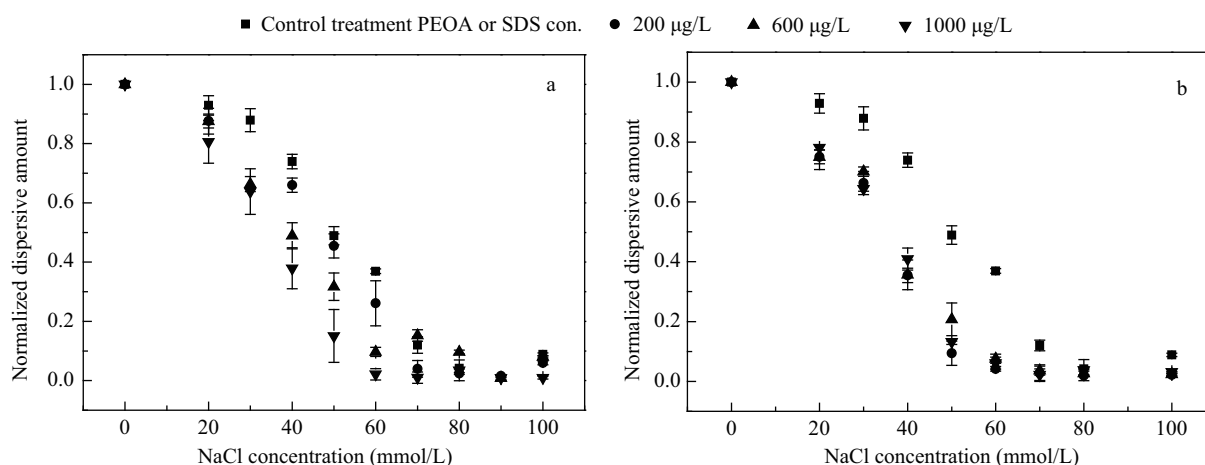 Control treatment PEOA or SDS con. 200 μg/L 600 μg/L 1000 μg/L
a
1.0
0.8
0.6
0.4
0.2
0.0
Normalized dispersive amount
0 20 40 60 80 100
NaCl concentration (mmol/L)
b
1.0
0.8
0.6
0.4
0.2
0.0
Normalized dispersive amount
0 20 40 60 80 100
NaCl concentration (mmol/L)